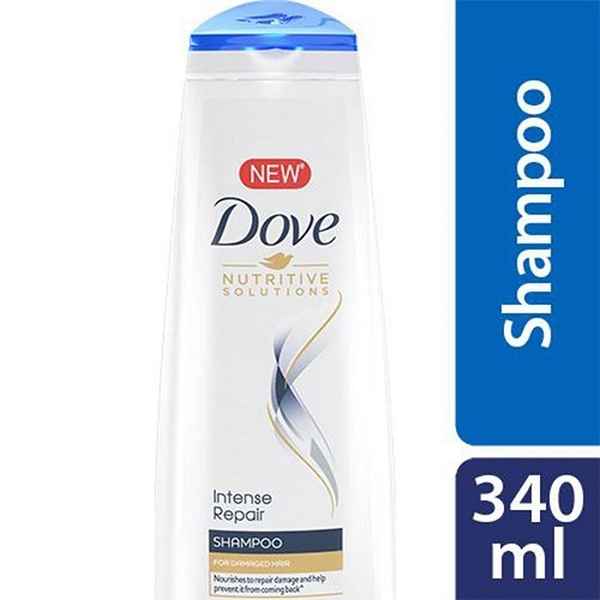 NEW*
Dove
NUTRITIVE
SOLUTIONS
Intense
Repair
SHAMPOO
FOR DAMAGED HAIR
Nourishes to repair damage and help
prevent it from coming back^
Shampoo
340
ml